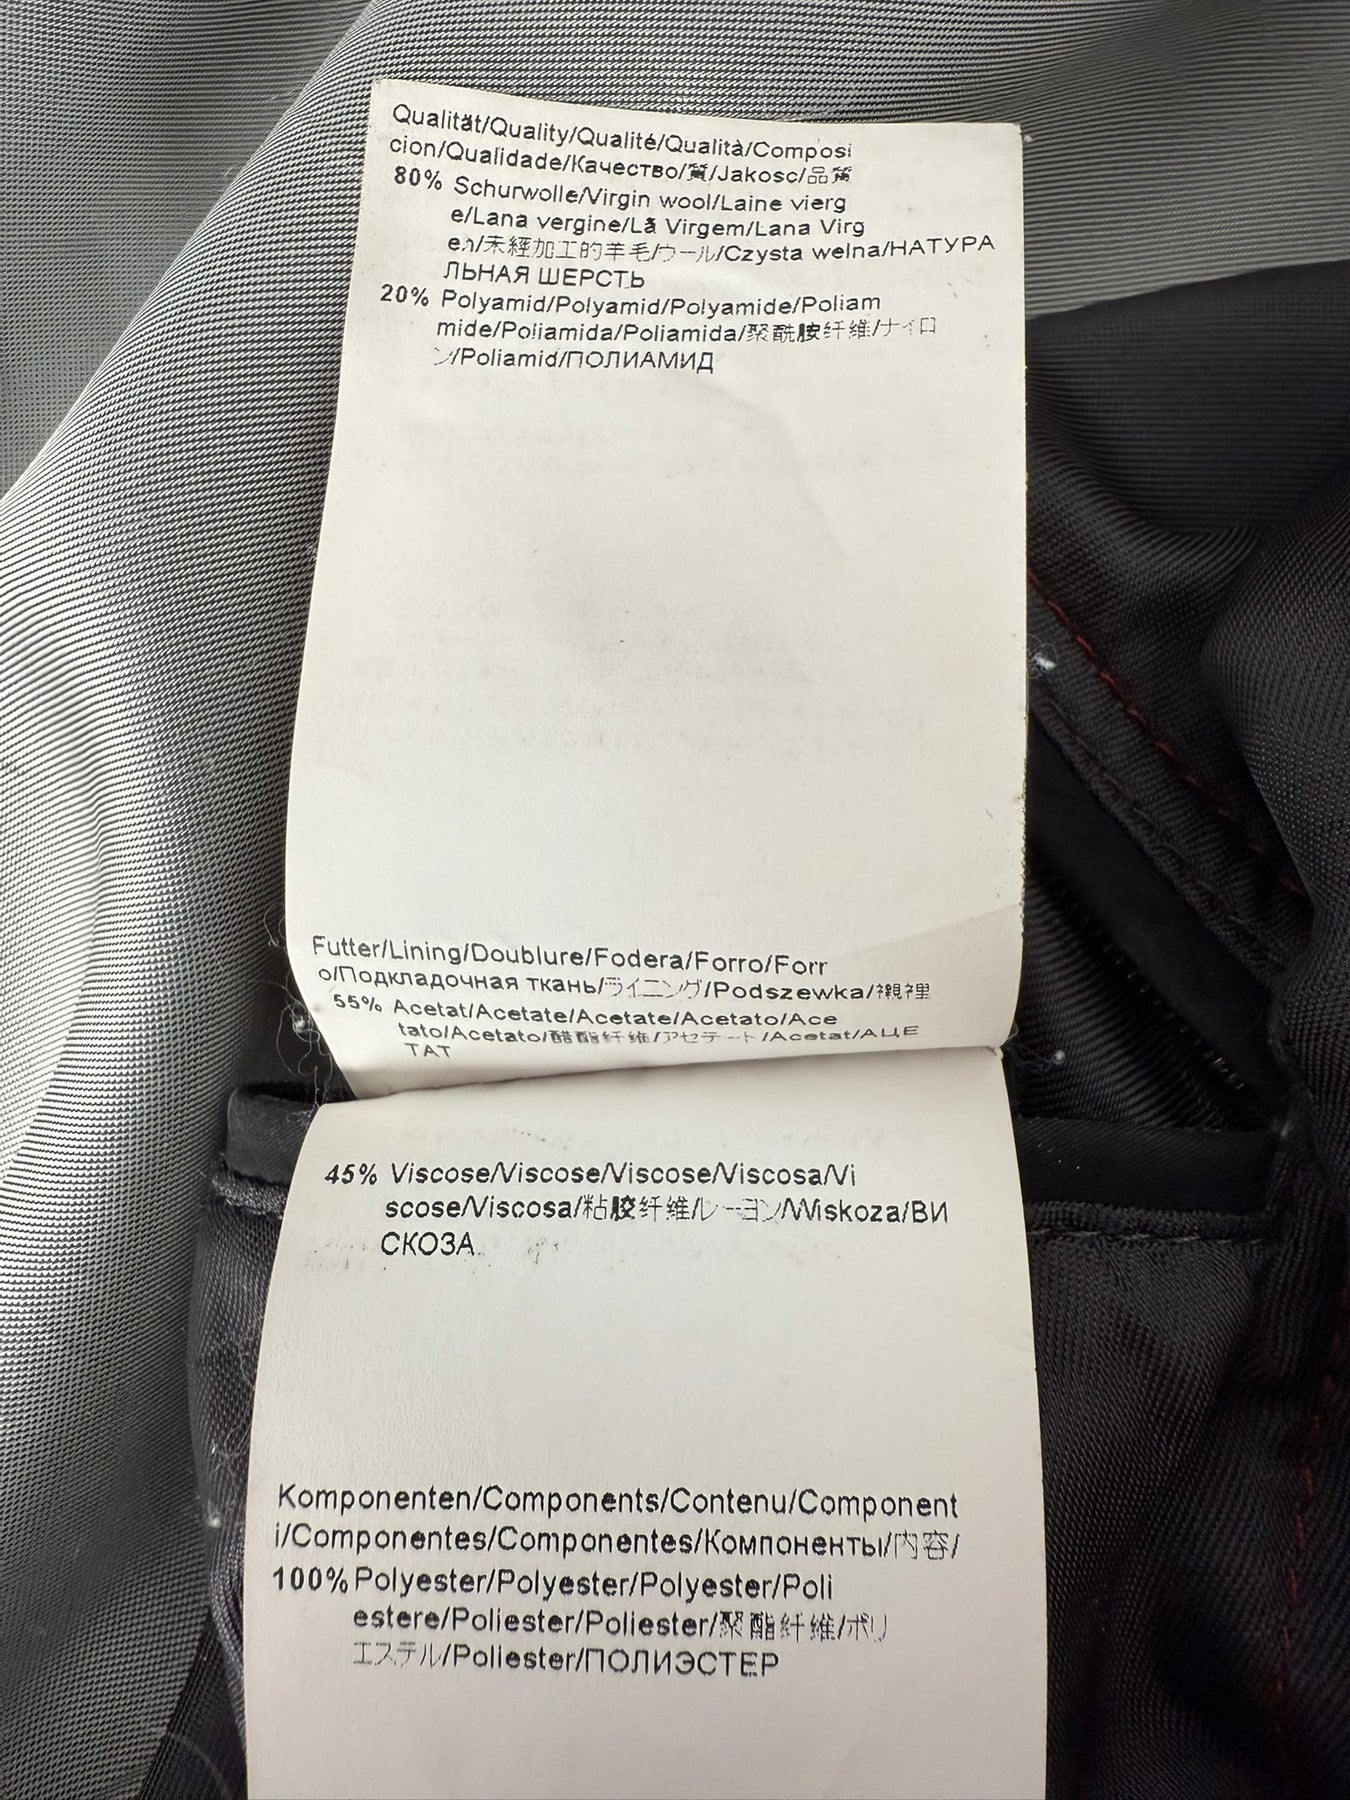 Qualität/Quality/Qualité/Qualità/Composi
cion/Qualidade/Качество/質/Jakosc/品質
80% Schurwolle/Virgin wool/Laine vierg
e/Lana vergine/Lã Virgem/Lana Virg
en/未經加工的羊毛/ウール/Czysta welna/НАТУРА
ЛЬНАЯ ШЕРСТЬ
20% Polyamid/Polyamid/Polyamide/Poliam
mide/Poliamida/Poliamida/聚酰胺纤维/ナイロ
ン/Poliamid/ПОЛИАМИД
Futter/Lining/Doublure/Fodera/Forro/Forr
o/Подкладочная ткань/ライニング/Podszewka/襯裡
55% Acetat/Acetate/Acetate/Acetato/Ace
tato/Acetato/醋酯纤维/アセテート/Acetat/АЦЕ
ТАТ
45% Viscose/Viscose/Viscose/Viscosa/Vi
scose/Viscosa/粘胶纤维/レーヨン/Wiskoza/ВИ
СКОЗА
Komponenten/Components/Contenu/Component
i/Componentes/Componentes/Компоненты/内容/
100% Polyester/Polyester/Polyester/Poli
estere/Poliester/Poliester/聚酯纤维/ポリ
エステル/Poliester/ПОЛИЭСТЕР